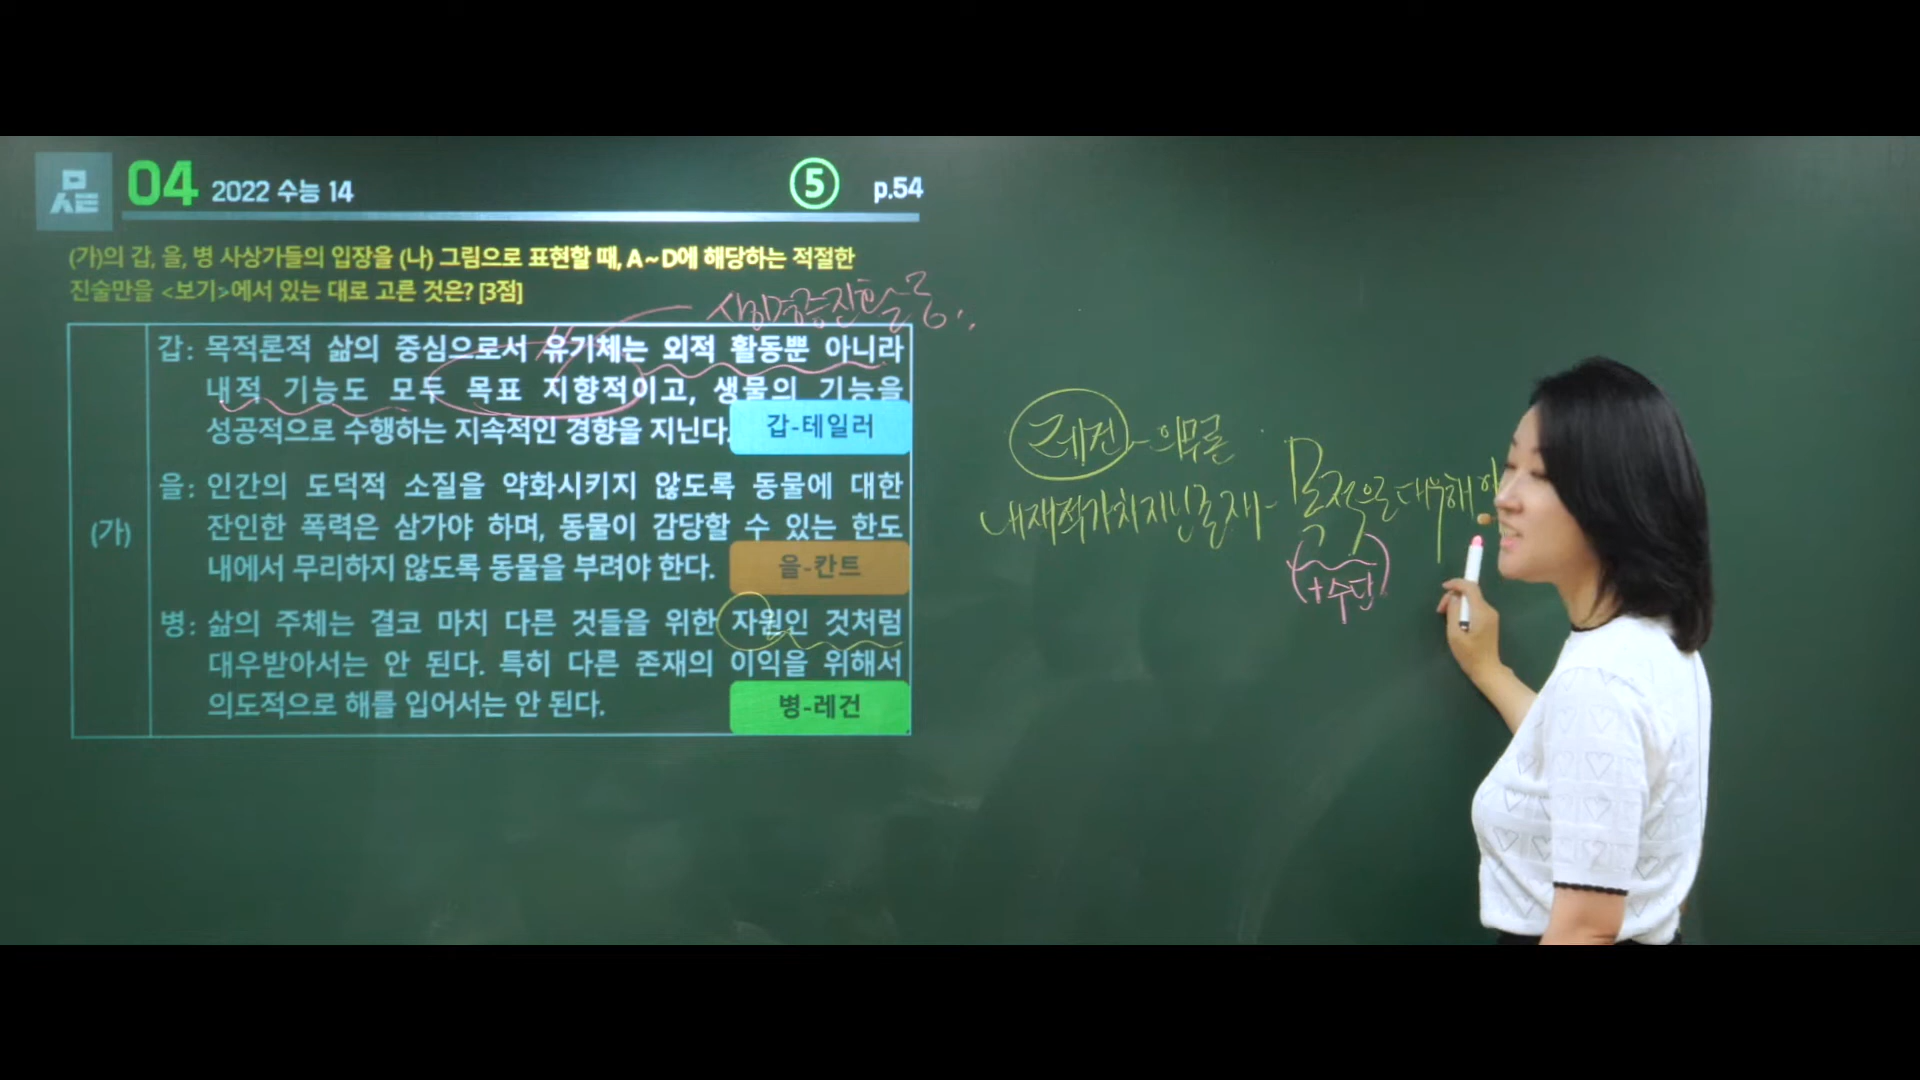 04 2022 수능 14 ⑤ p.54
(가)의 갑, 을, 병 사상가들의 입장을 (나) 그림으로 표현할 때, A~D에 해당하는 적절한
진술만을 <보기>에서 있는 대로 고른 것은? [3점]
(가)
갑: 목적론적 삶의 중심으로서 유기체는 외적 활동뿐 아니라
내적 기능도 모두 목표 지향적이고, 생물의 기능을
성공적으로 수행하는 지속적인 경향을 지닌다.
갑-테일러
을: 인간의 도덕적 소질을 약화시키지 않도록 동물에 대한
잔인한 폭력은 삼가야 하며, 동물이 감당할 수 있는 한도
내에서 무리하지 않도록 동물을 부려야 한다.
을-칸트
병: 삶의 주체는 결코 마치 다른 것들을 위한 자원인 것처럼
대우받아서는 안 된다. 특히 다른 존재의 이익을 위해서
의도적으로 해를 입어서는 안 된다.
병-레건
레건 - 의무론
내재적가치지닌존재 - 목적으로 대우해야
(+수단)